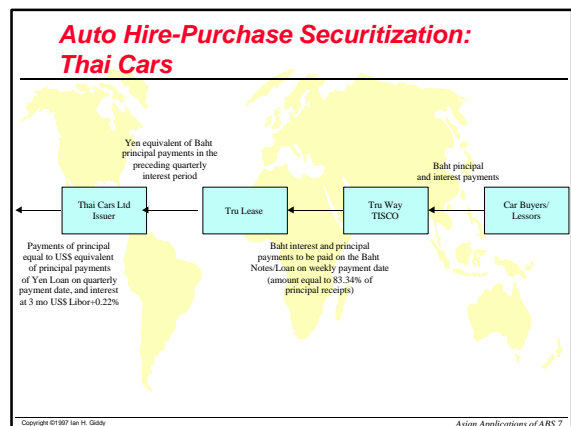 Auto Hire-Purchase Securitization:
Thai Cars
Yen equivalent of Baht
principal payments in the
preceding quarterly
interest period
Baht pincipal
and interest payments
Thai Cars Ltd
Issuer
Tru Lease
Tru Way
TISCO
Car Buyers/
Lessors
Payments of principal
equal to US$ equivalent
of principal payments
of Yen Loan on quarterly
payment date, and interest
at 3 mo US$ Libor+0.22%
Baht interest and principal
payments to be paid on the Baht
Notes/Loan on weekly payment date
(amount equal to 83.34% of
principal receipts)
Copyright ©1997 Ian H. Giddy
Asian Applications of ABS 7